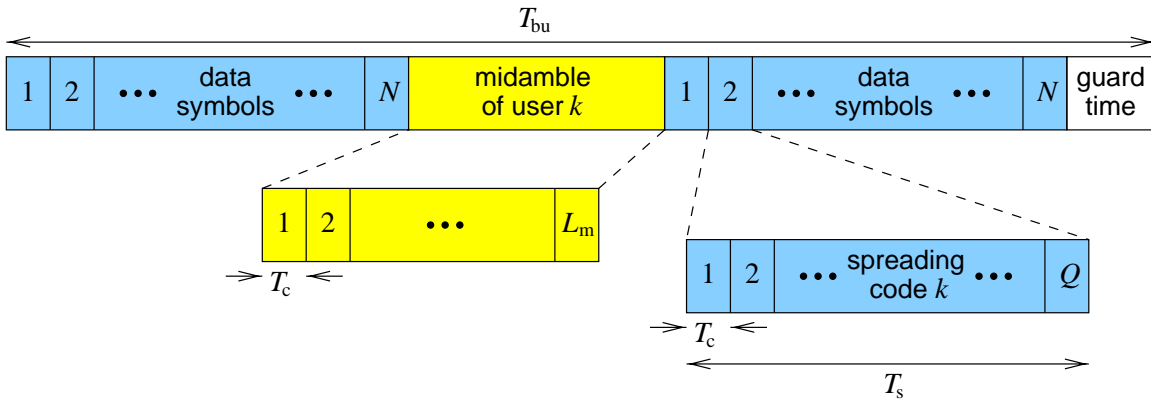 T_bu
1 2 ••• data symbols ••• N midamble of user k 1 2 ••• data symbols ••• N guard time
1 2 ••• L_m
T_c
1 2 ••• spreading code k ••• Q
T_c
T_s